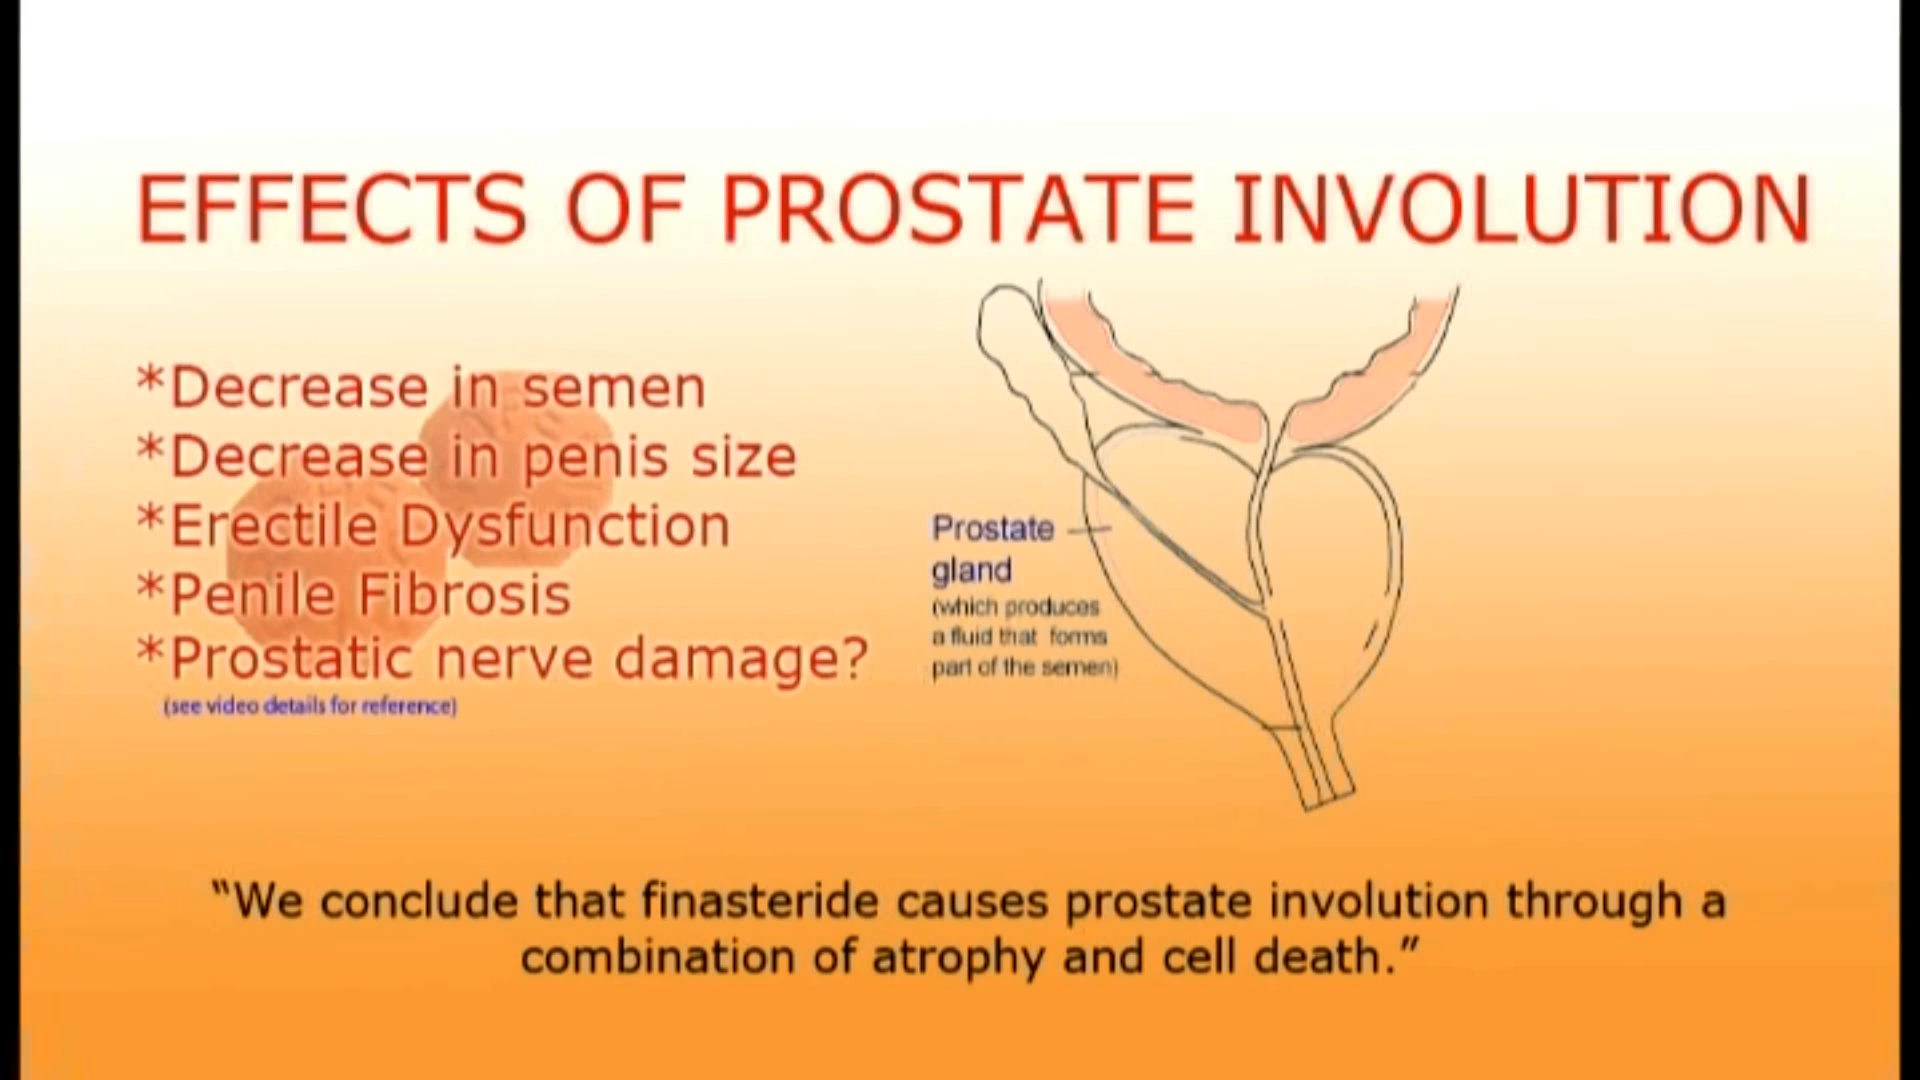 EFFECTS OF PROSTATE INVOLUTION
*Decrease in semen
*Decrease in penis size
*Erectile Dysfunction
*Penile Fibrosis
*Prostatic nerve damage?
(see video details for reference)
Prostate
gland
(which produces
a fluid that forms
part of the semen)
“We conclude that finasteride causes prostate involution through a
combination of atrophy and cell death.”